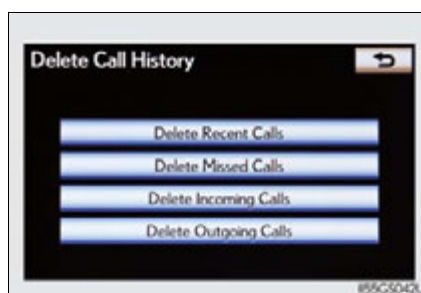 Delete Call History
Delete Recent Calls
Delete Missed Calls
Delete Incoming Calls
Delete Outgoing Calls